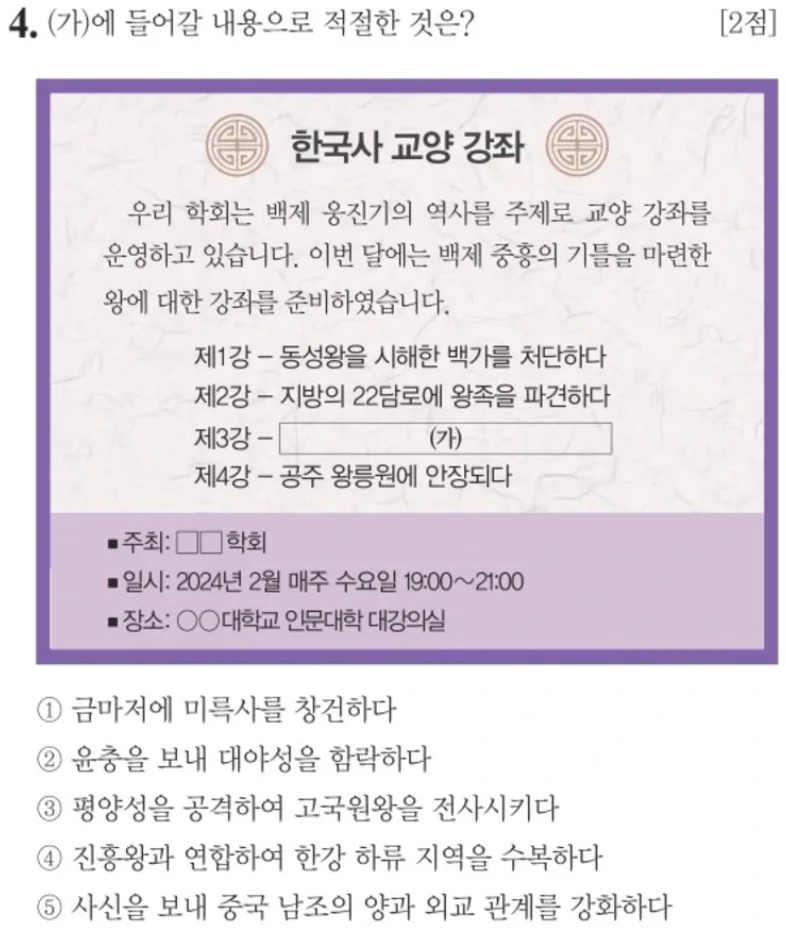 4. (가)에 들어갈 내용으로 적절한 것은? [2점]
한국사 교양 강좌
우리 학회는 백제 웅진기의 역사를 주제로 교양 강좌를
운영하고 있습니다. 이번 달에는 백제 중흥의 기틀을 마련한
왕에 대한 강좌를 준비하였습니다.
제1강 – 동성왕을 시해한 백가를 처단하다
제2강 – 지방의 22담로에 왕족을 파견하다
제3강 – (가)
제4강 – 공주 왕릉원에 안장되다
■ 주최: □□학회
■ 일시: 2024년 2월 매주 수요일 19:00~21:00
■ 장소: ○○대학교 인문대학 대강의실
① 금마저에 미륵사를 창건하다
② 윤충을 보내 대야성을 함락하다
③ 평양성을 공격하여 고국원왕을 전사시키다
④ 진흥왕과 연합하여 한강 하류 지역을 수복하다
⑤ 사신을 보내 중국 남조의 양과 외교 관계를 강화하다